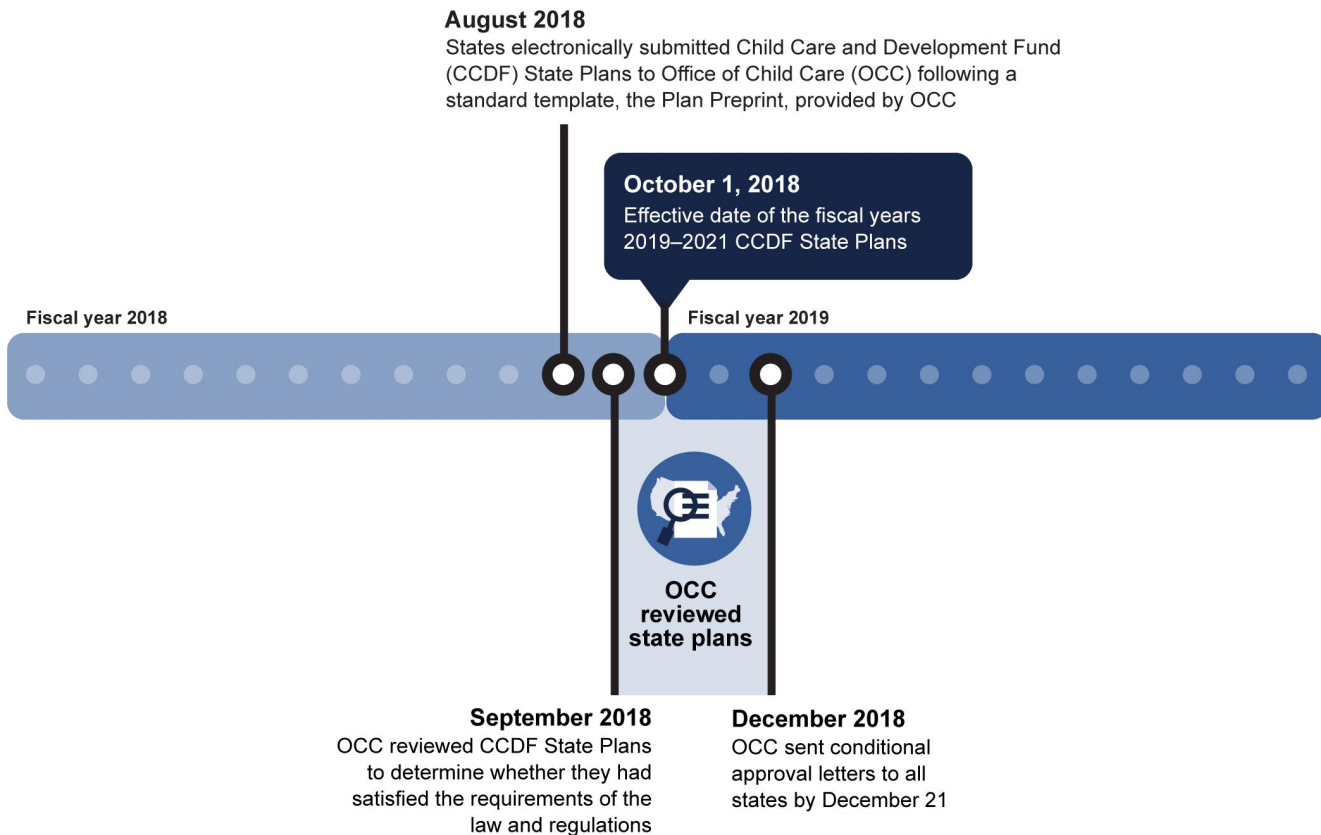 August 2018
States electronically submitted Child Care and Development Fund
(CCDF) State Plans to Office of Child Care (OCC) following a
standard template, the Plan Preprint, provided by OCC
October 1, 2018
Effective date of the fiscal years
2019–2021 CCDF State Plans
Fiscal year 2018
Fiscal year 2019
OCC
reviewed
state plans
September 2018
OCC reviewed CCDF State Plans
to determine whether they had
satisfied the requirements of the
law and regulations
December 2018
OCC sent conditional
approval letters to all
states by December 21